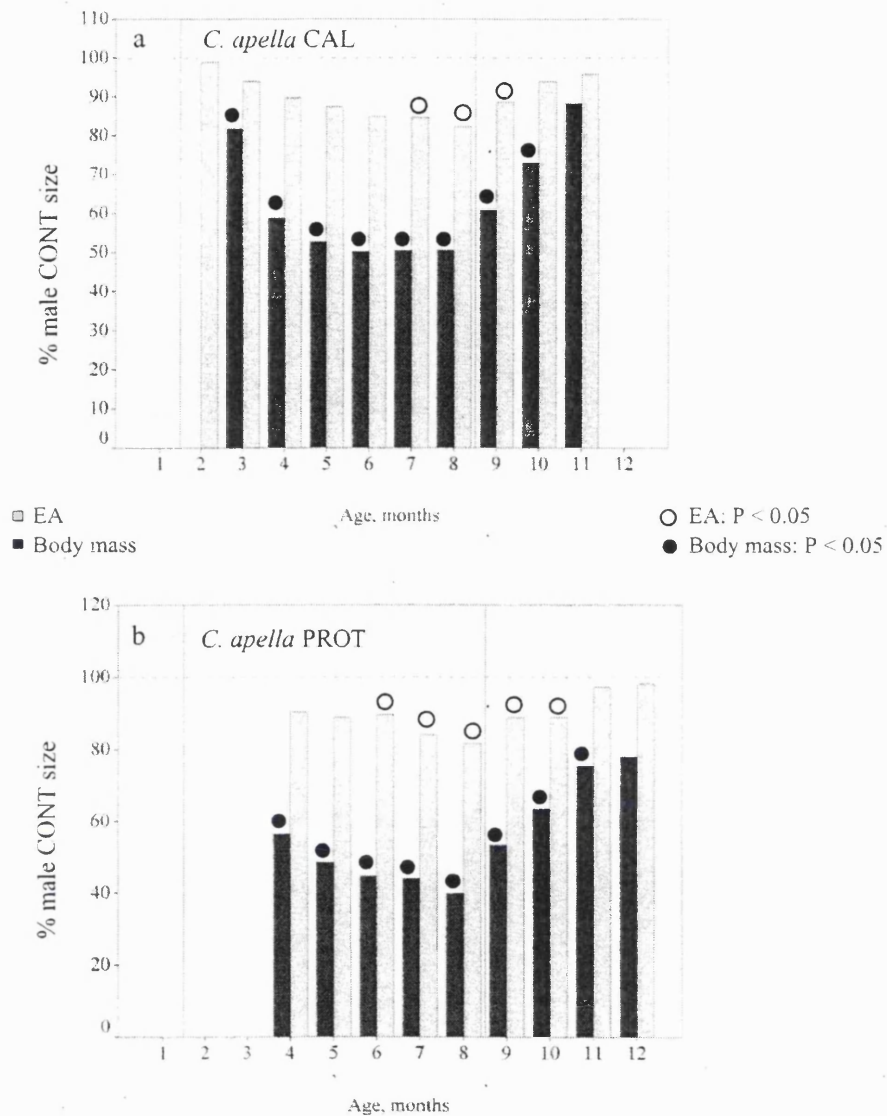 a C. apella CAL
% male CONT size
110
100
90
80
70
60
50
40
30
20
10
0
1 2 3 4 5 6 7 8 9 10 11 12
Age, months
EA
Body mass
EA: P < 0.05
Body mass: P < 0.05
b C. apella PROT
% male CONT size
120
100
80
60
40
20
0
1 2 3 4 5 6 7 8 9 10 11 12
Age, months